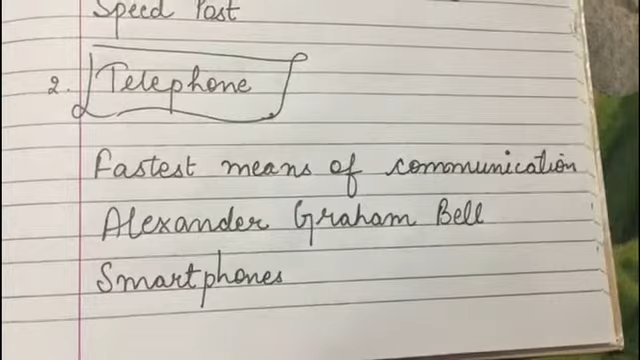 Speed Post
2. Telephone
Fastest means of communication
Alexander Graham Bell
Smartphones